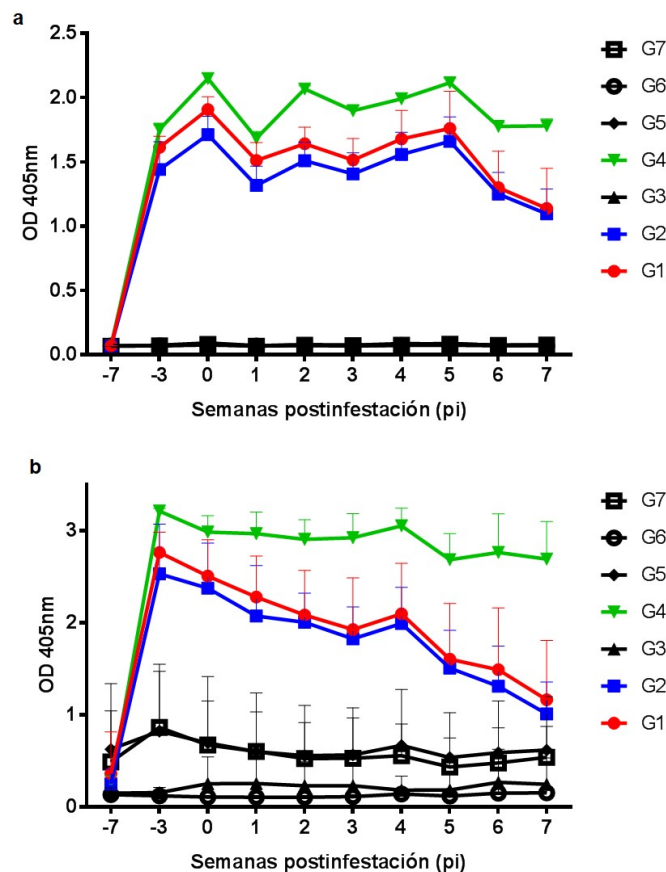 a
OD 405nm
2.5
2.0
1.5
1.0
0.5
0.0
-7 -3 0 1 2 3 4 5 6 7
Semanas postinfestación (pi)
G7
G6
G5
G4
G3
G2
G1
b
OD 405nm
3
2
1
0
-7 -3 0 1 2 3 4 5 6 7
Semanas postinfestación (pi)
G7
G6
G5
G4
G3
G2
G1